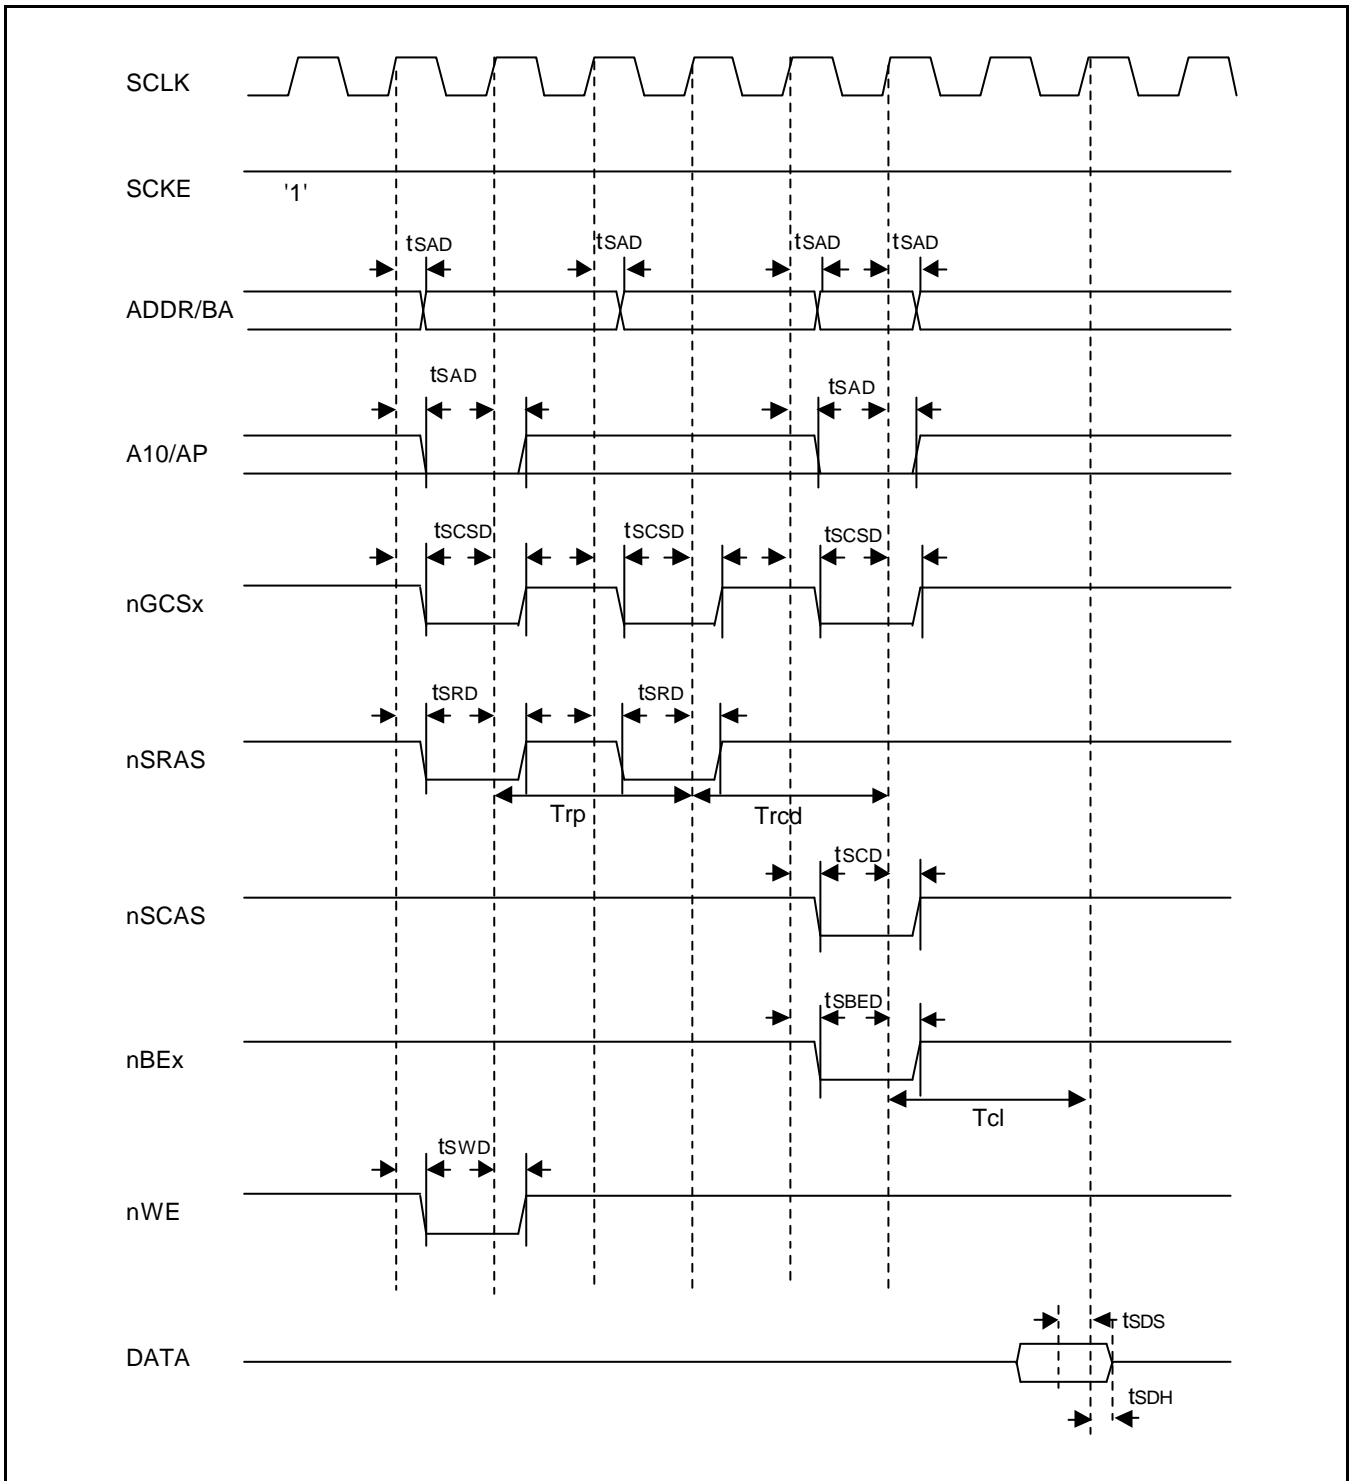 SCLK
SCKE
'1'
tSAD tSAD tSAD tSAD
ADDR/BA
tSAD tSAD
A10/AP
tSCSD tSCSD tSCSD
nGCSx
tSRD tSRD
nSRAS
Trp Trcd
tSCD
nSCAS
tSBED
nBEx
Tcl
tSWD
nWE
tSDS
DATA
tSDH